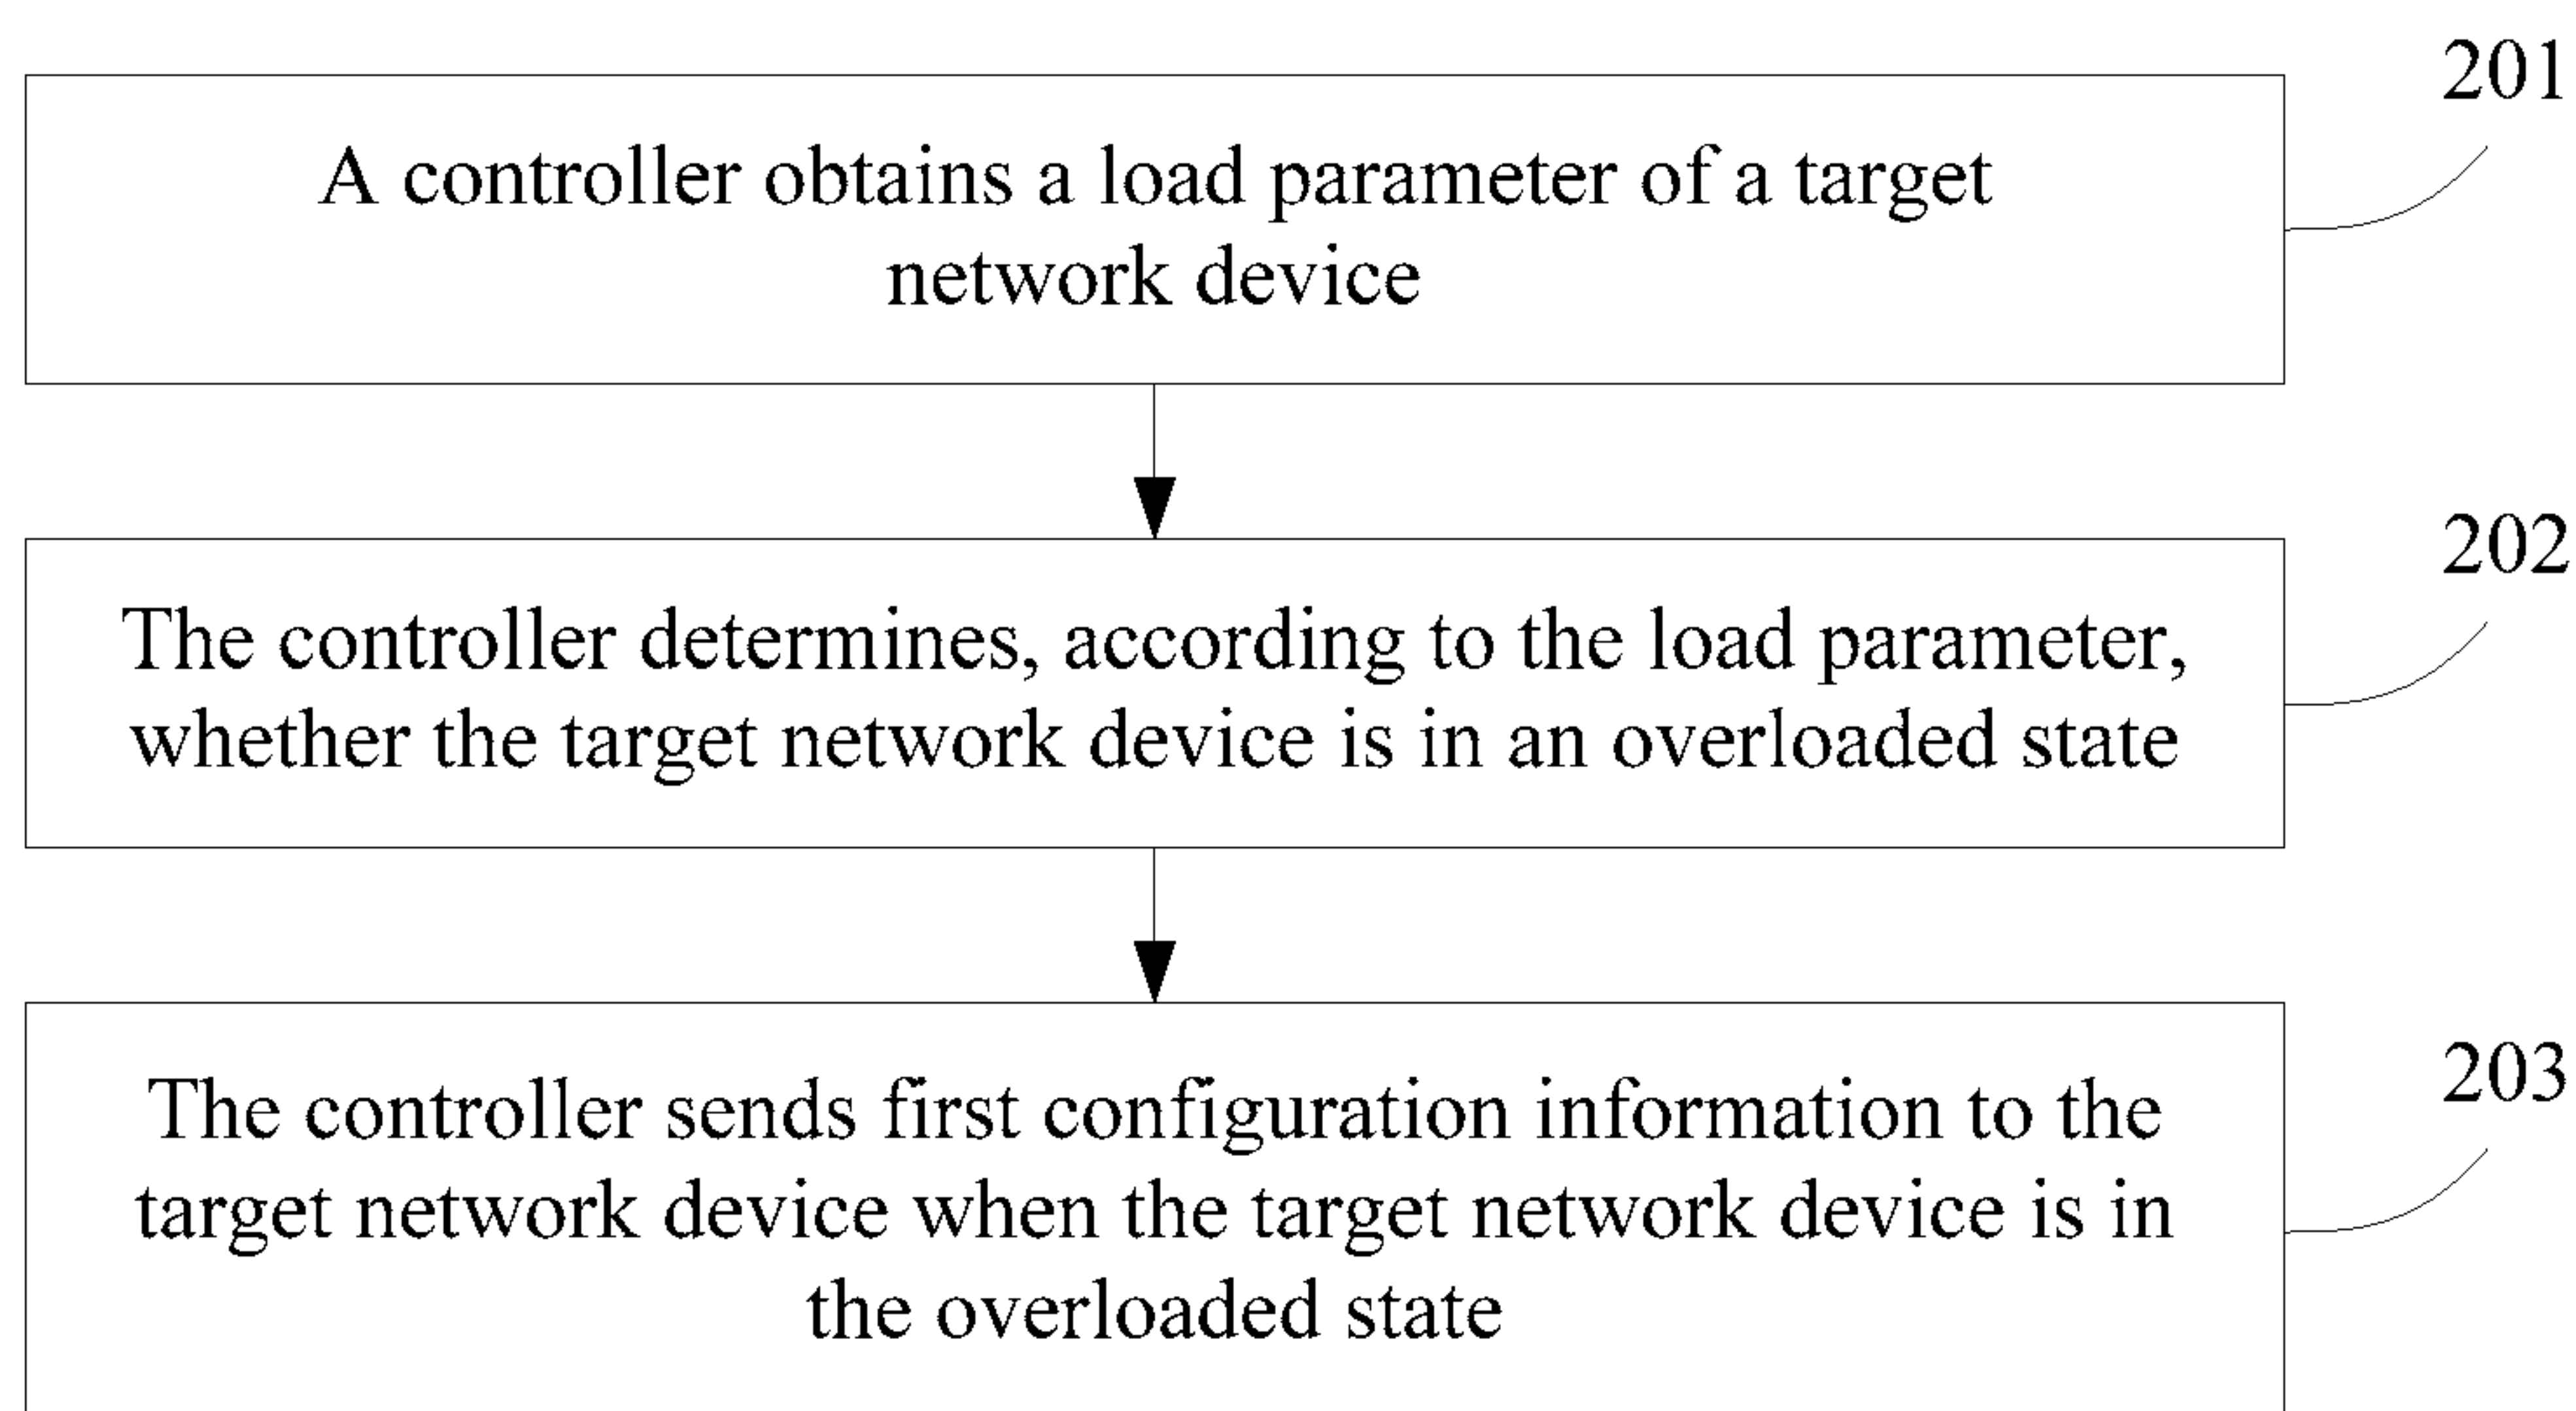 201
A controller obtains a load parameter of a target
network device
202
The controller determines, according to the load parameter,
whether the target network device is in an overloaded state
203
The controller sends first configuration information to the
target network device when the target network device is in
the overloaded state